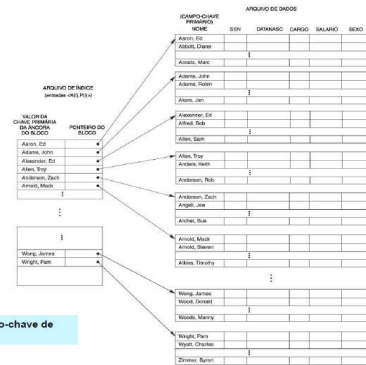 ARQUIVO DE DADOS
(CAMPO-CHAVE PRIMÁRIO)
NOME SSN DATANASC CARGO SALARIO SEXO
Aaron, Ed
Abbott, Diane
Acosta, Marc
Adams, John
Adams, Robin
Akers, Jan
Alexander, Ed
Alfred, Bob
Allen, Sam
Allen, Troy
Anders, Keith
Anderson, Rob
Anderson, Zach
Angeli, Joe
Archer, Sue
Arnold, Mack
Arnold, Steven
Atkins, Timothy
Wong, James
Wood, Donald
Woods, Manny
Wright, Pam
Wyatt, Charles
Zimmer, Byron
ARQUIVO DE ÍNDICE
(entradas <K(i),P(i)>)
VALOR DA
CHAVE PRIMÁRIA
DA ÂNCORA
DO BLOCO
PONTEIRO DO
BLOCO
Aaron, Ed
Adams, John
Alexander, Ed
Allen, Troy
Anderson, Zach
Arnold, Mack
Wong, James
Wright, Pam
o-chave de